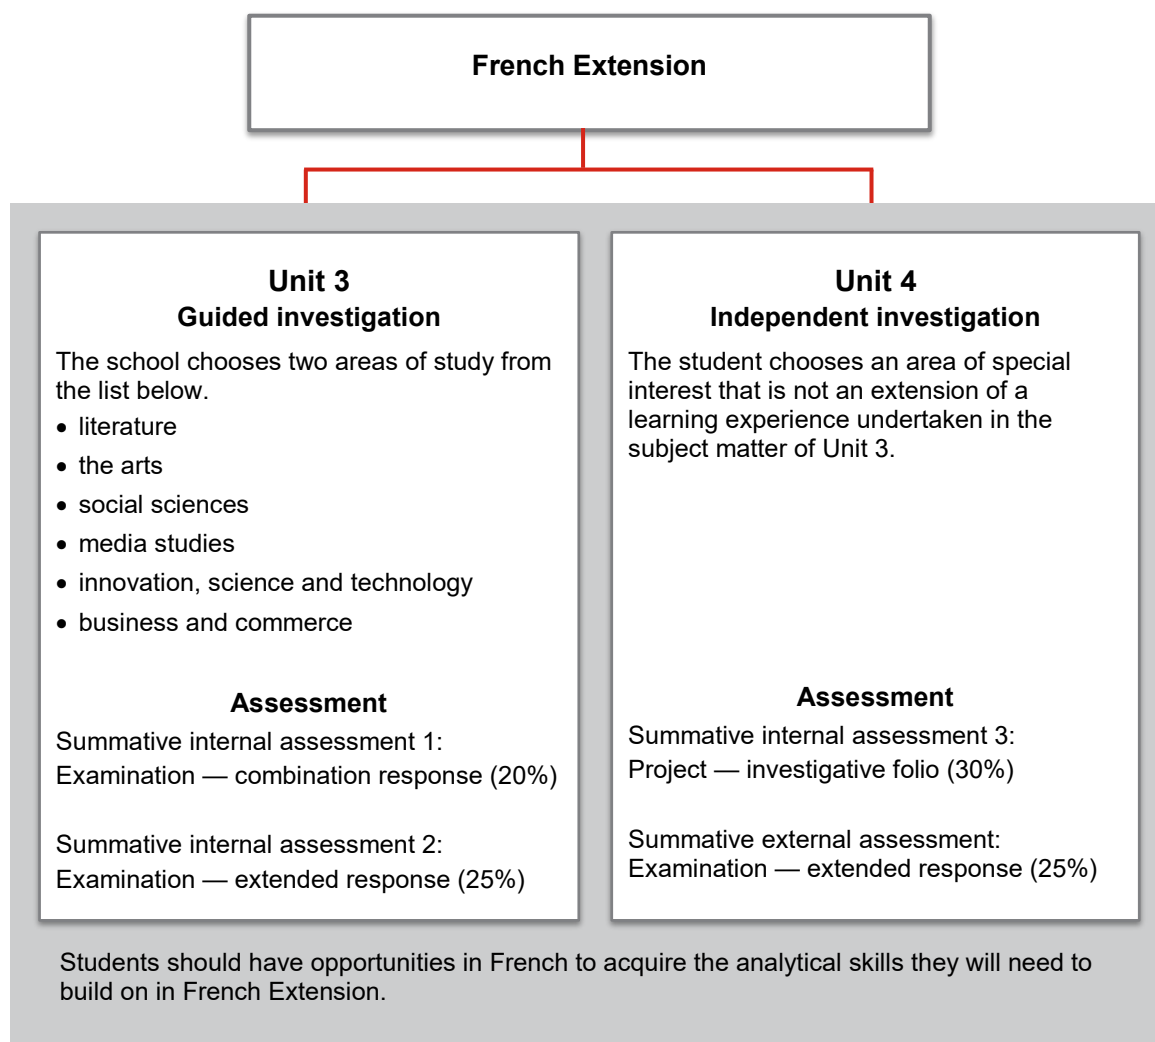 French Extension
Unit 3
Guided investigation
The school chooses two areas of study from
the list below.
• literature
• the arts
• social sciences
• media studies
• innovation, science and technology
• business and commerce
Assessment
Summative internal assessment 1:
Examination — combination response (20%)
Summative internal assessment 2:
Examination — extended response (25%)
Unit 4
Independent investigation
The student chooses an area of special
interest that is not an extension of a
learning experience undertaken in the
subject matter of Unit 3.
Assessment
Summative internal assessment 3:
Project — investigative folio (30%)
Summative external assessment:
Examination — extended response (25%)
Students should have opportunities in French to acquire the analytical skills they will need to
build on in French Extension.